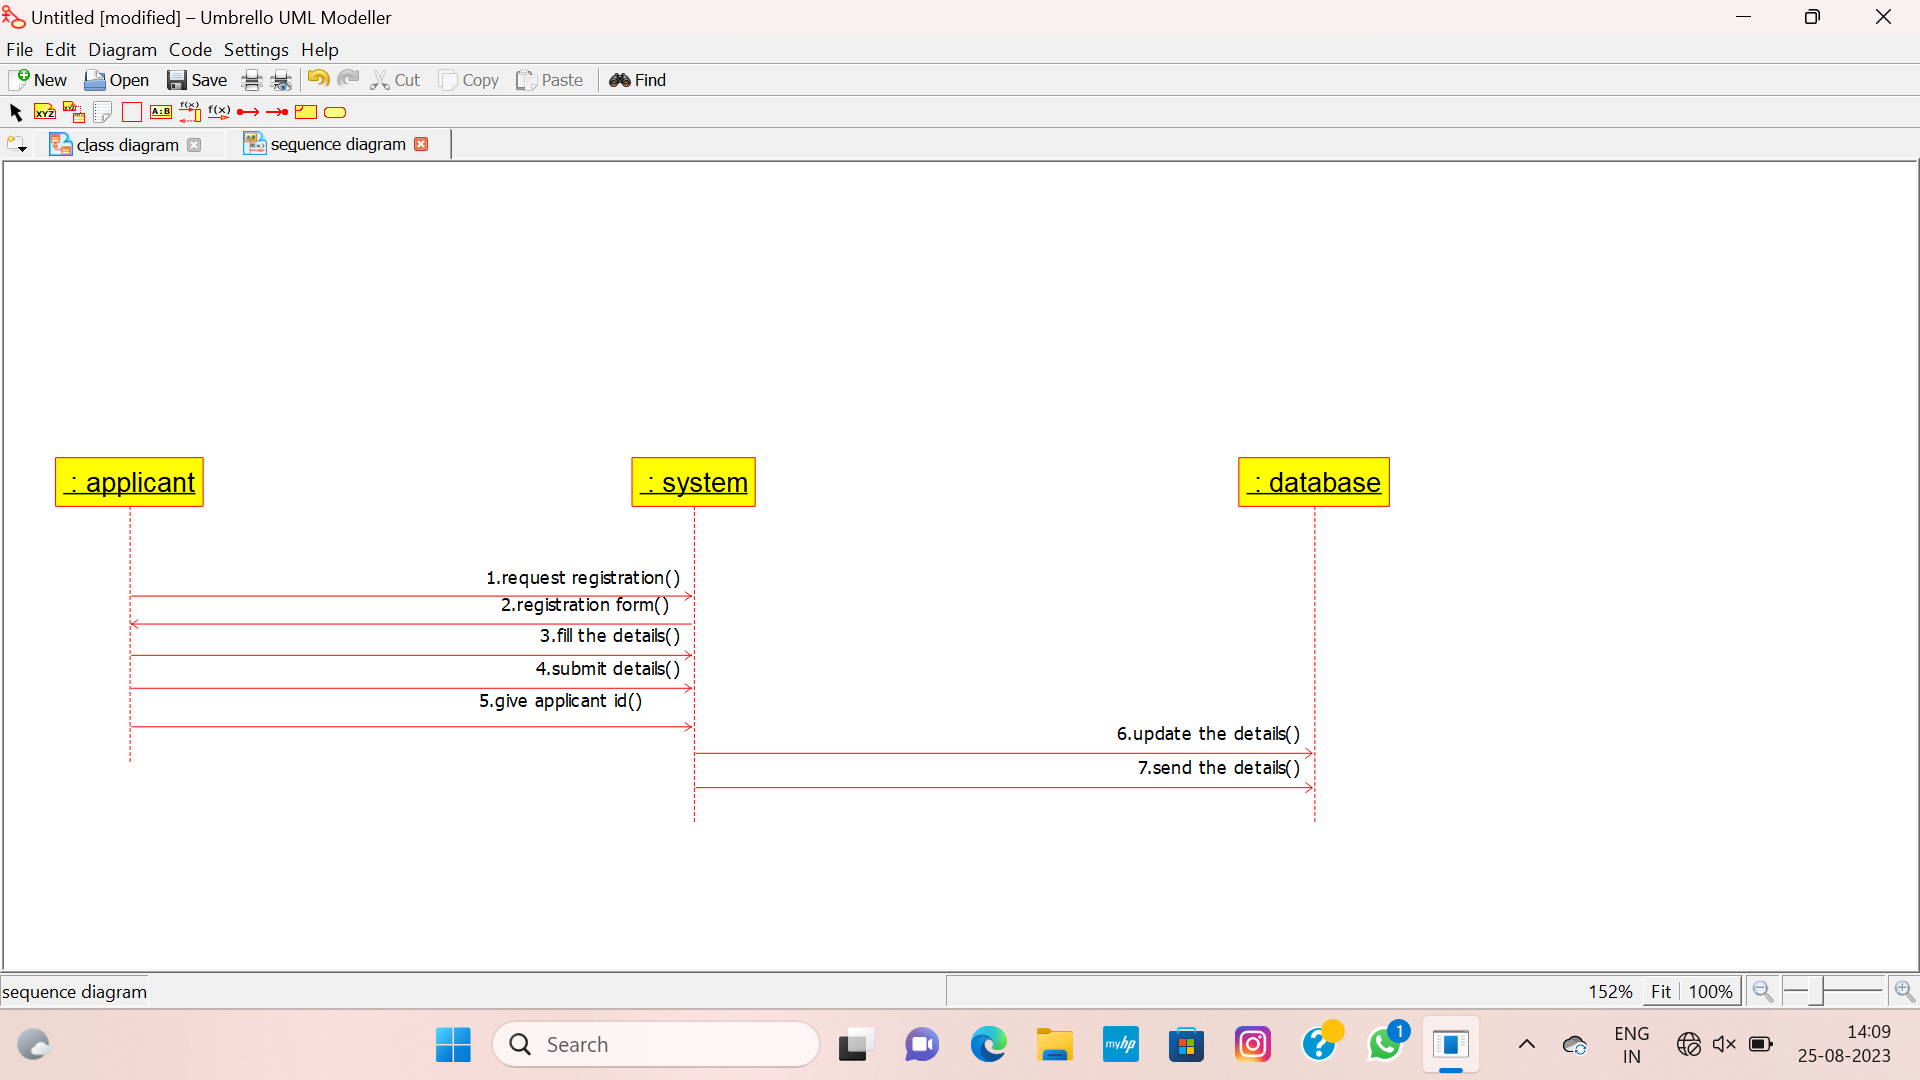 Untitled [modified] – Umbrello UML Modeller
File Edit Diagram Code Settings Help
New Open Save Cut Copy Paste Find
XYZ XYZ A:B f(x) f(x)
class diagram sequence diagram
: applicant : system : database
1.request registration()
2.registration form()
3.fill the details()
4.submit details()
5.give applicant id()
6.update the details()
7.send the details()
sequence diagram 152% Fit 100%
Search myhp 1 ENG 14:09
IN 25-08-2023